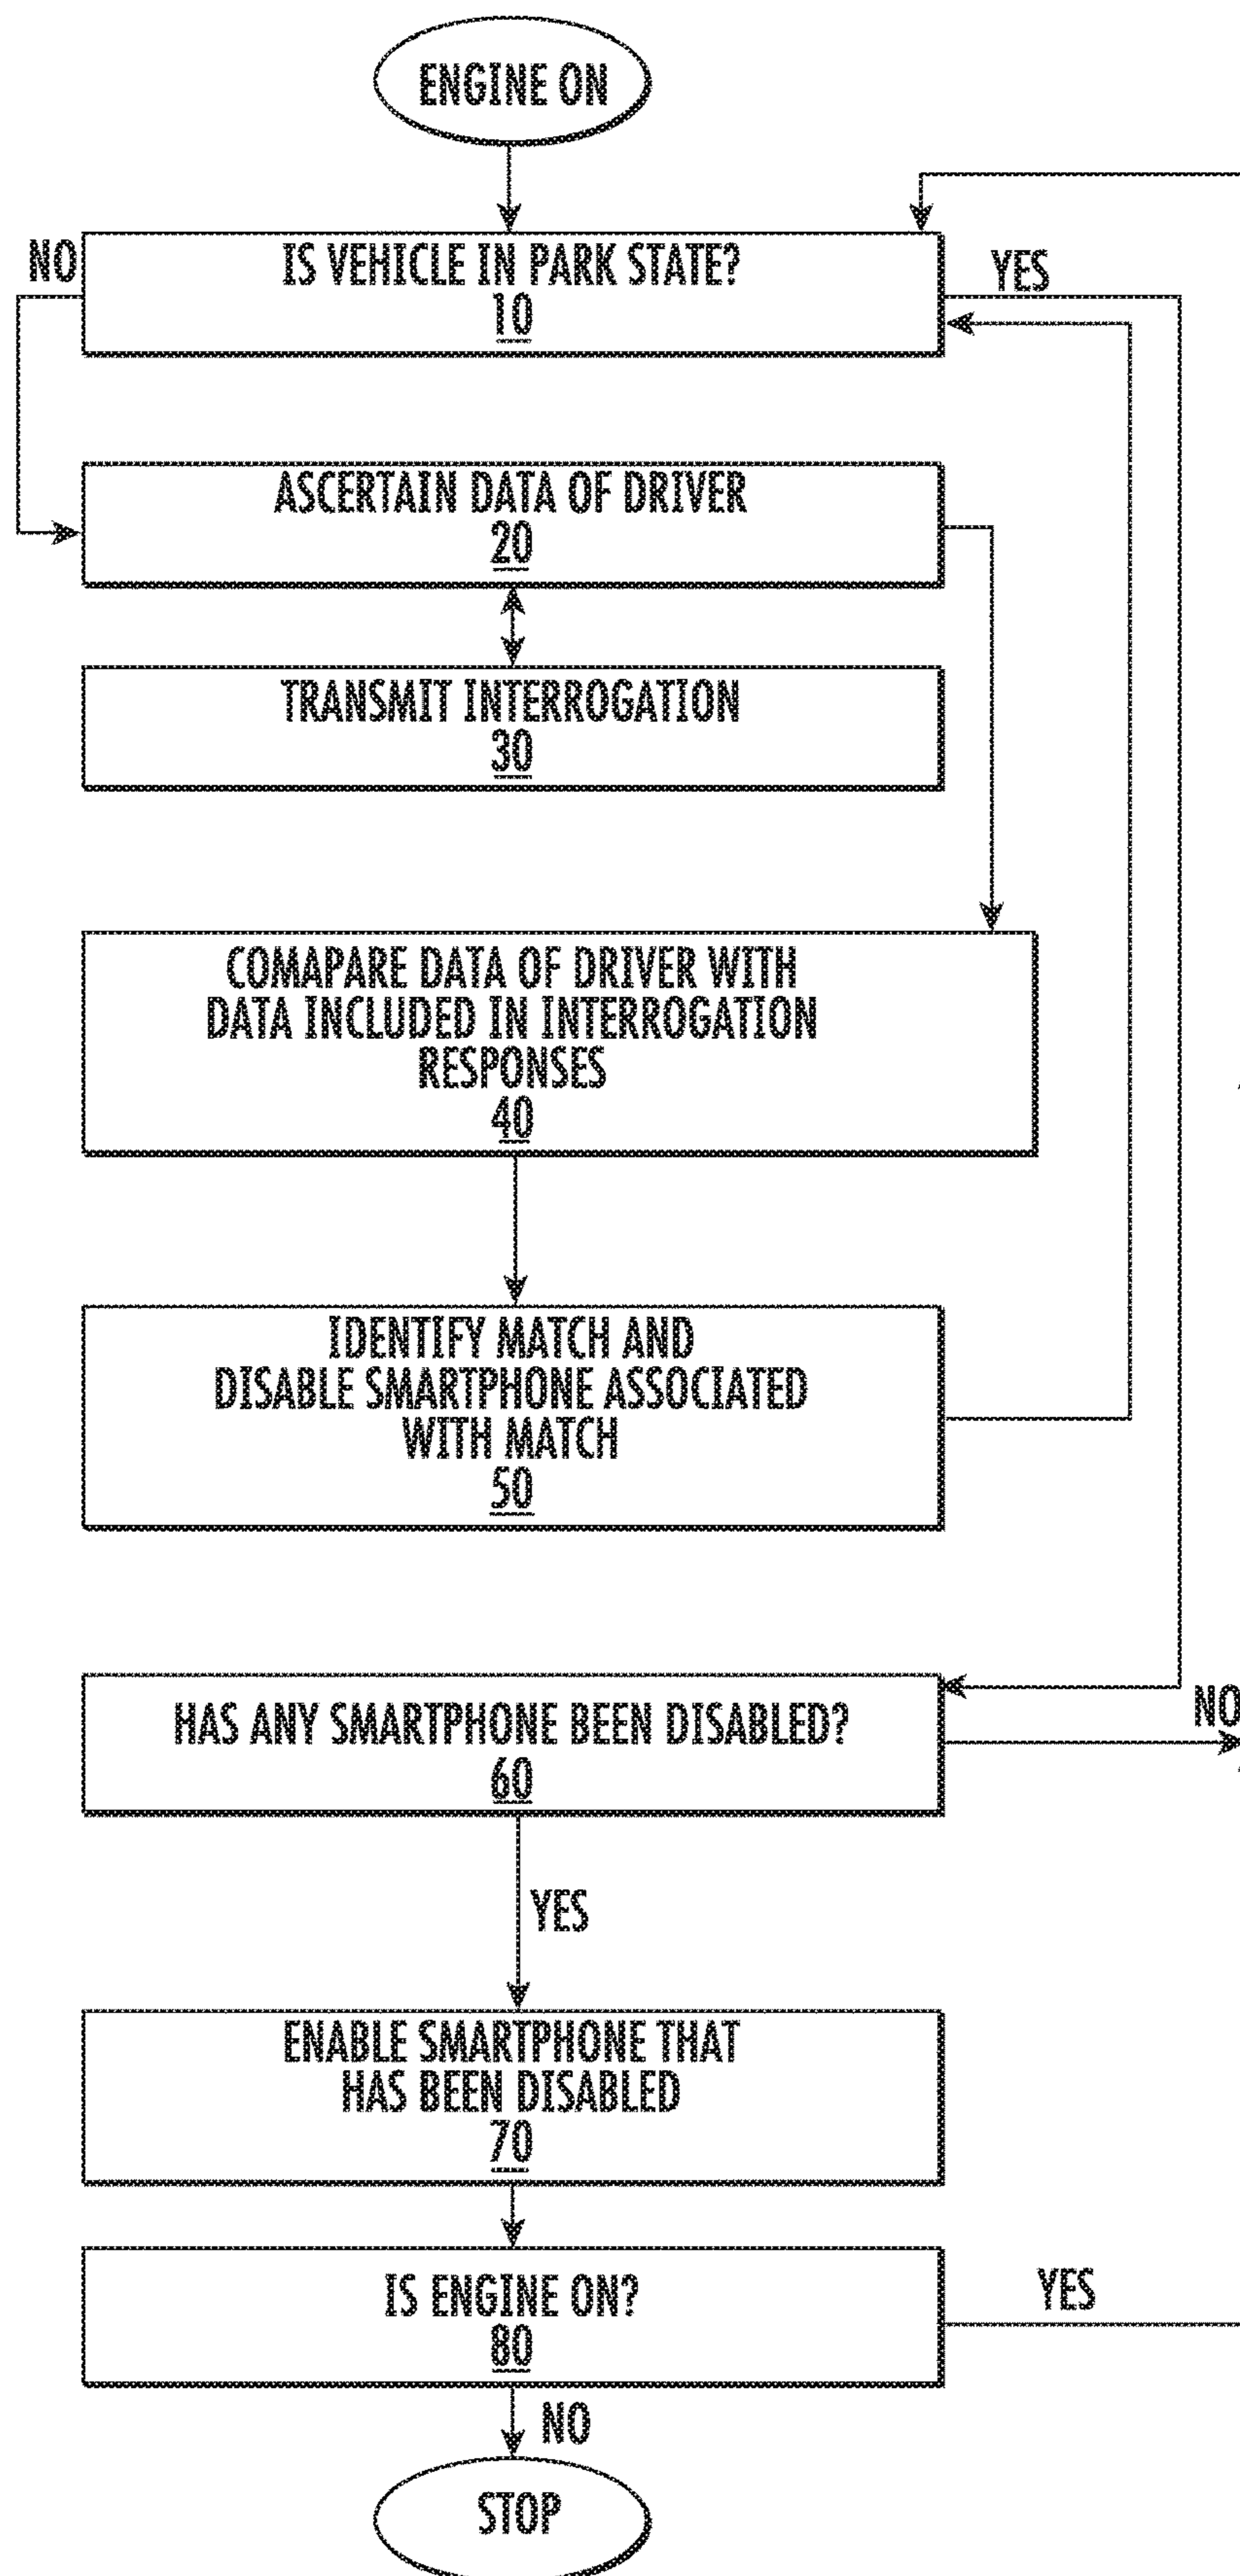 ENGINE ON
NO
IS VEHICLE IN PARK STATE?
10
YES
ASCERTAIN DATA OF DRIVER
20
TRANSMIT INTERROGATION
30
COMAPARE DATA OF DRIVER WITH
DATA INCLUDED IN INTERROGATION
RESPONSES
40
IDENTIFY MATCH AND
DISABLE SMARTPHONE ASSOCIATED
WITH MATCH
50
HAS ANY SMARTPHONE BEEN DISABLED?
60
NO
YES
ENABLE SMARTPHONE THAT
HAS BEEN DISABLED
70
IS ENGINE ON?
80
YES
NO
STOP